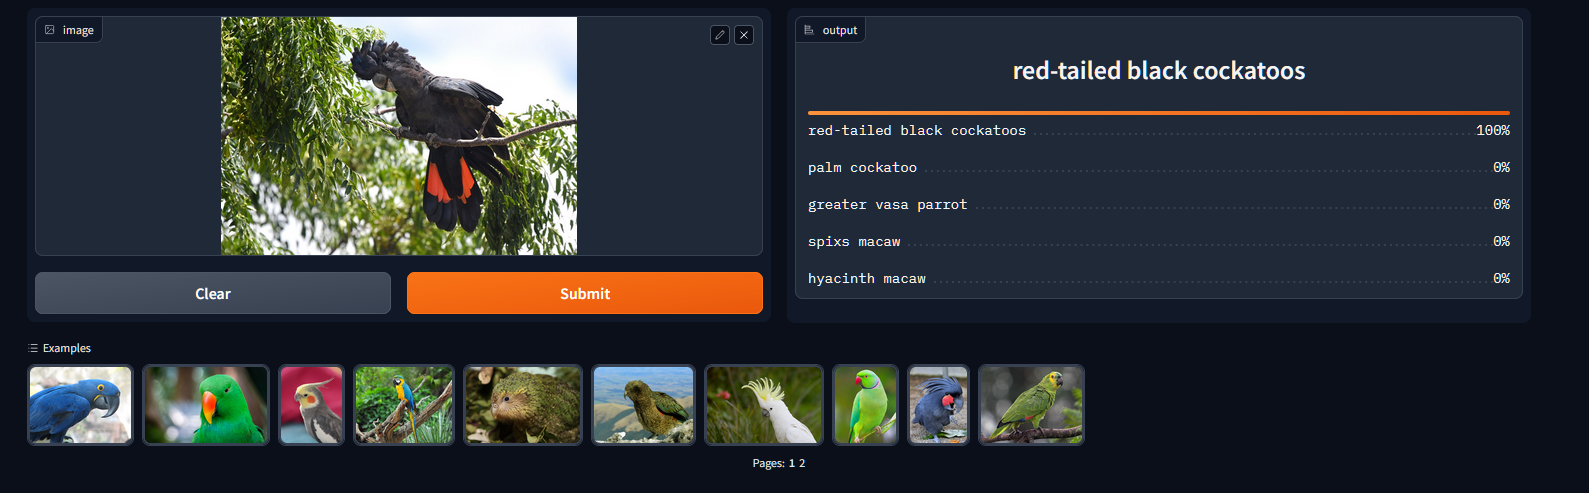 image
output
red-tailed black cockatoos
red-tailed black cockatoos 100%
palm cockatoo 0%
greater vasa parrot 0%
spixs macaw 0%
hyacinth macaw 0%
Clear
Submit
Examples
Pages: 1 2